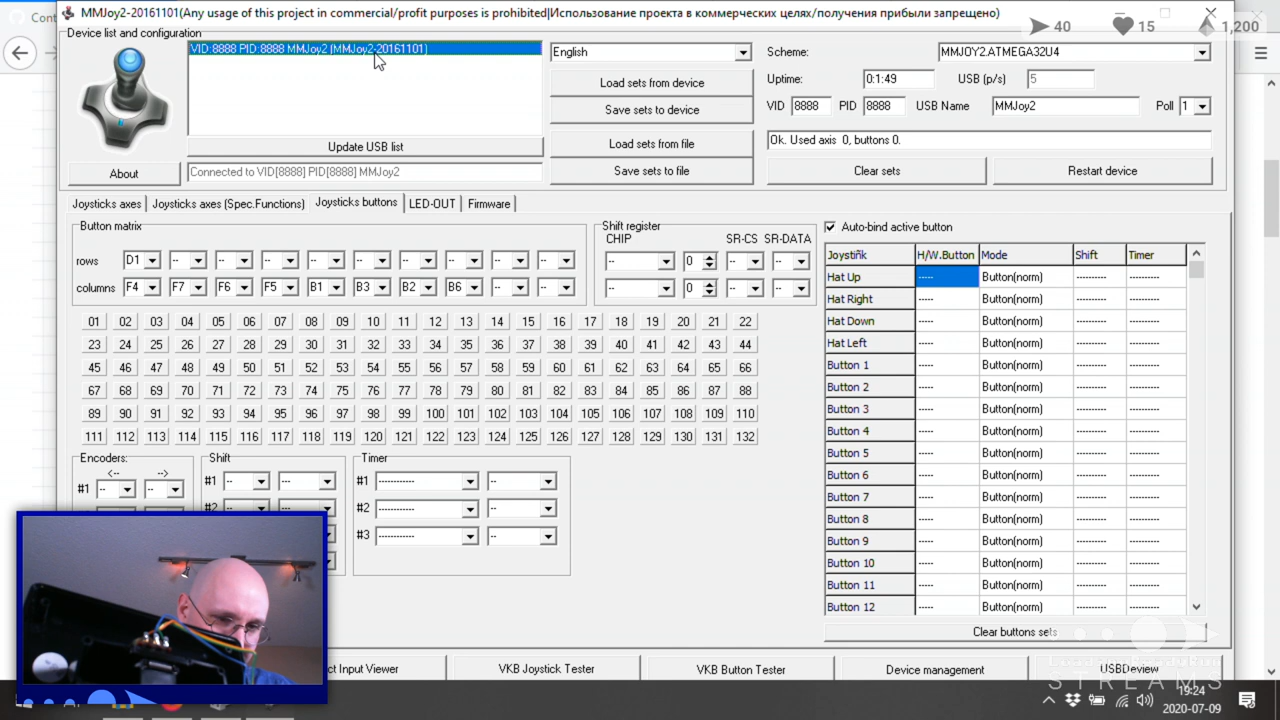 MMJoy2-20161101(Any usage of this project in commercial/profit purposes is prohibited|Использование проекта в коммерческих целях/получения прибыли запрещено)
40
15
1,200
Cont
Device list and configuration
VID:8888 PID:8888 MMJoy2 [MMJoy2-20161101]
Update USB list
Connected to VID[8888] PID[8888] MMJoy2
About
English
Load sets from device
Save sets to device
Load sets from file
Save sets to file
Scheme: MMJOY2.ATMEGA32U4
Uptime: 0:1:49 USB (p/s) 5
VID 8888 PID 8888 USB Name MMJoy2 Poll 1
Ok. Used axis 0, buttons 0.
Clear sets Restart device
Joysticks axes Joysticks axes (Spec.Functions) Joysticks buttons LED-OUT Firmware
Button matrix
rows D1 -- -- -- -- -- -- -- -- --
columns F4 F7 F6 F5 B1 B3 B2 B6 -- --
Shift register
CHIP SR-CS SR-DATA
-- 0 -- --
-- 0 -- --
01 02 03 04 05 06 07 08 09 10 11 12 13 14 15 16 17 18 19 20 21 22
23 24 25 26 27 28 29 30 31 32 33 34 35 36 37 38 39 40 41 42 43 44
45 46 47 48 49 50 51 52 53 54 55 56 57 58 59 60 61 62 63 64 65 66
67 68 69 70 71 72 73 74 75 76 77 78 79 80 81 82 83 84 85 86 87 88
89 90 91 92 93 94 95 96 97 98 99 100 101 102 103 104 105 106 107 108 109 110
111 112 113 114 115 116 117 118 119 120 121 122 123 124 125 126 127 128 129 130 131 132
Encoders:
<-- -->
#1 -- --
Shift
#1 -- ---
#2 -- ---
Timer
#1 ----------- --
#2 ----------- --
#3 ----------- --
Auto-bind active button
H/W.Button Mode Shift Timer
Hat Up ----- Button(norm) --------- ---------
Hat Right ----- Button(norm) --------- ---------
Hat Down ----- Button(norm) --------- ---------
Hat Left ----- Button(norm) --------- ---------
Button 1 ----- Button(norm) --------- ---------
Button 2 ----- Button(norm) --------- ---------
Button 3 ----- Button(norm) --------- ---------
Button 4 ----- Button(norm) --------- ---------
Button 5 ----- Button(norm) --------- ---------
Button 6 ----- Button(norm) --------- ---------
Button 7 ----- Button(norm) --------- ---------
Button 8 ----- Button(norm) --------- ---------
Button 9 ----- Button(norm) --------- ---------
Button 10 ----- Button(norm) --------- ---------
Button 11 ----- Button(norm) --------- ---------
Button 12 ----- Button(norm) --------- ---------
Clear buttons sets
ct Input Viewer VKB Joystick Tester VKB Button Tester Device management USBDeview
STREAMS
19:24
2020-07-09